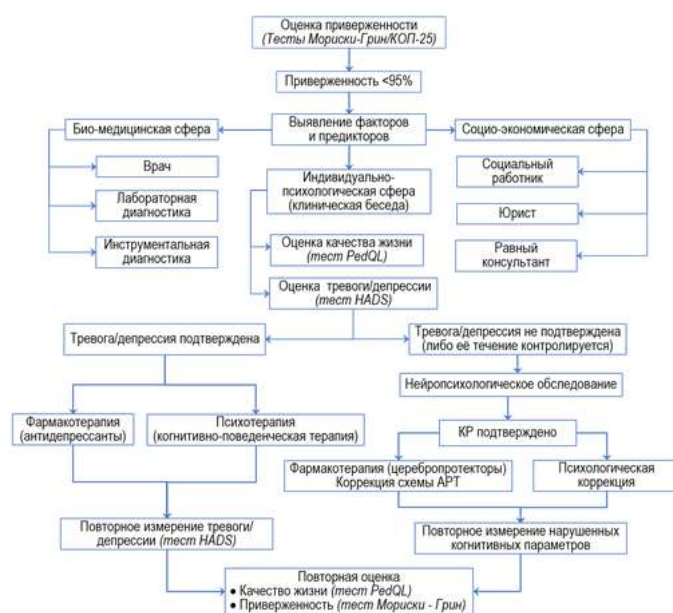 Оценка приверженности
(Тесты Мориски-Грин/КОП-25)
Приверженность <95%
Био-медицинская сфера
Выявление факторов
и предикторов
Социо-экономическая сфера
Врач
Лабораторная
диагностика
Инструментальная
диагностика
Индивидуально-
психологическая сфера
(клиническая беседа)
Оценка качества жизни
(тест PedQL)
Оценка тревоги/депрессии
(тест HADS)
Социальный
работник
Юрист
Равный
консультант
Тревога/депрессия подтверждена
Тревога/депрессия не подтверждена
(либо её течение контролируется)
Нейропсихологическое обследование
Фармакотерапия
(антидепрессанты)
Психотерапия
(когнитивно-поведенческая терапия)
КР подтверждено
Фармакотерапия (церебропротекторы)
Коррекция схемы АРТ
Психологическая
коррекция
Повторное измерение тревоги/
депрессии (тест HADS)
Повторное измерение нарушенных
когнитивных параметров
Повторная оценка
● Качество жизни (тест PedQL)
● Приверженность (тест Мориски - Грин)